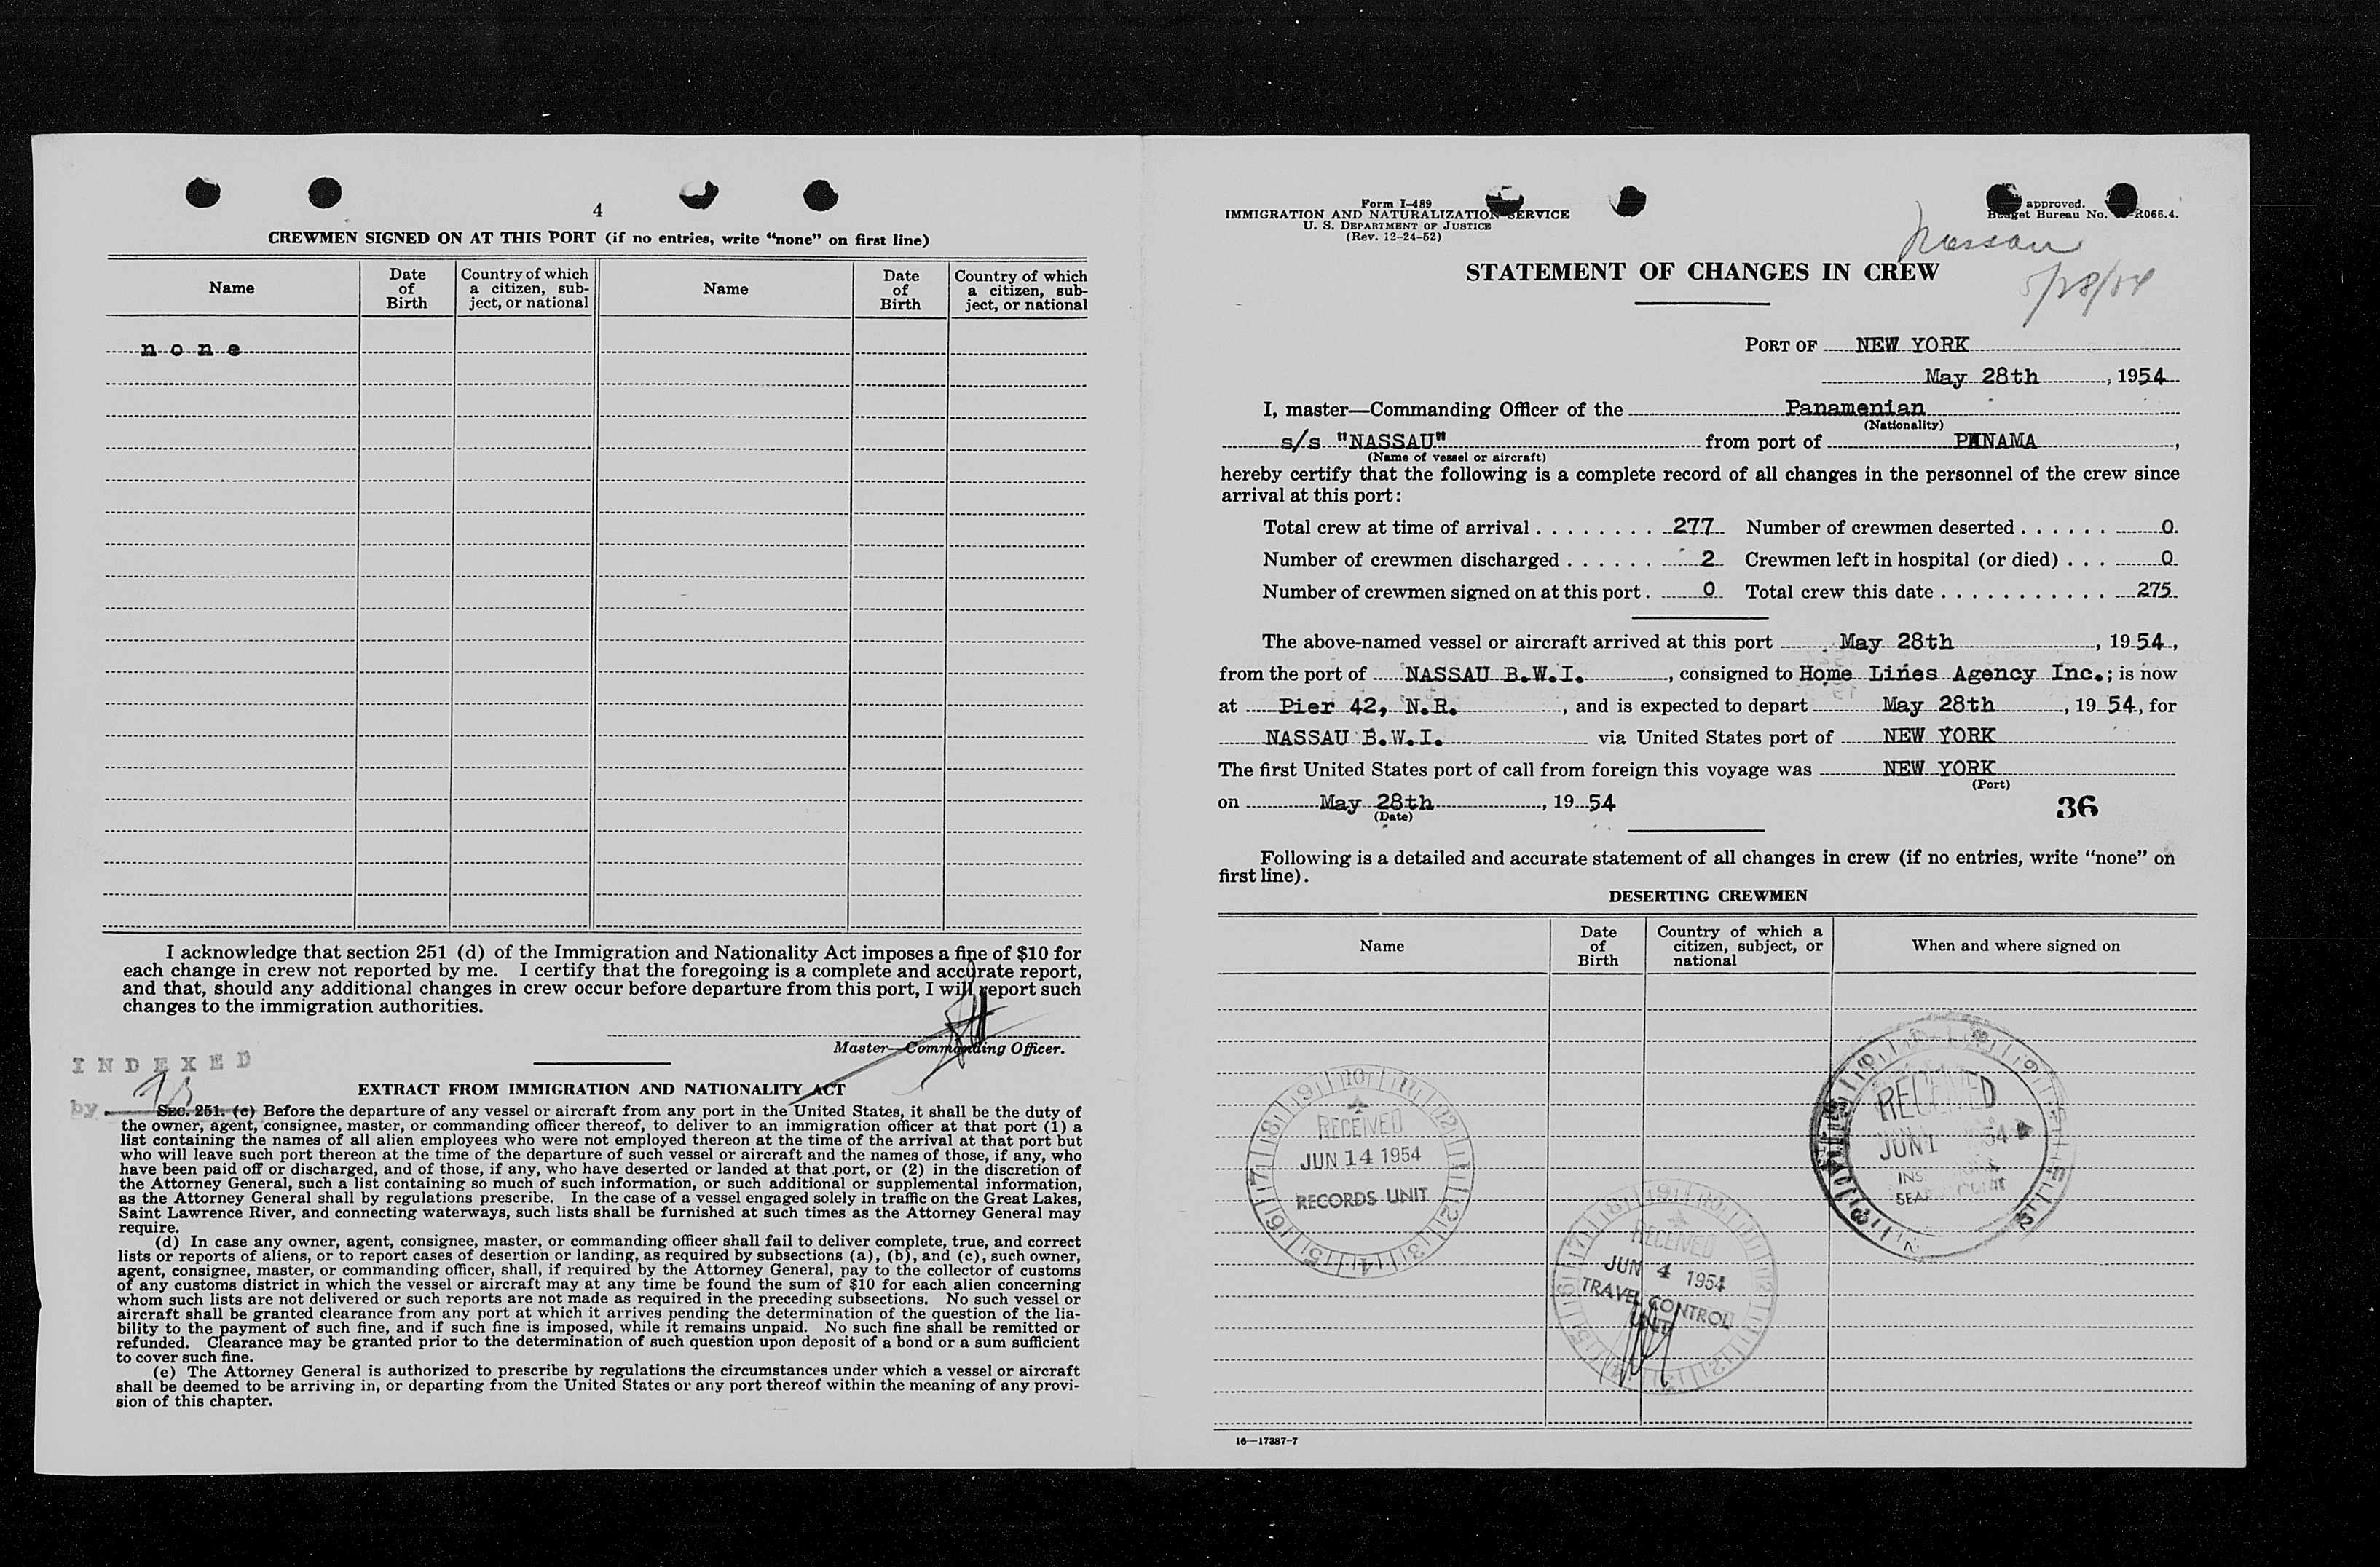 4
CREWMEN SIGNED ON AT THIS PORT (if no entries, write “none” on first line)
Name
Date of Birth
Country of which a citizen, subject, or national
Name
Date of Birth
Country of which a citizen, subject, or national
none
I acknowledge that section 251 (d) of the Immigration and Nationality Act imposes a fine of $10 for
each change in crew not reported by me. I certify that the foregoing is a complete and accurate report,
and that, should any additional changes in crew occur before departure from this port, I will report such
changes to the immigration authorities.
Master—Commanding Officer.
INDEXED
by
EXTRACT FROM IMMIGRATION AND NATIONALITY ACT
SEC. 251. (c) Before the departure of any vessel or aircraft from any port in the United States, it shall be the duty of
the owner, agent, consignee, master, or commanding officer thereof, to deliver to an immigration officer at that port (1) a
list containing the names of all alien employees who were not employed thereon at the time of the arrival at that port but
who will leave such port thereon at the time of the departure of such vessel or aircraft and the names of those, if any, who
have been paid off or discharged, and of those, if any, who have deserted or landed at that port, or (2) in the discretion of
the Attorney General, such a list containing so much of such information, or such additional or supplemental information,
as the Attorney General shall by regulations prescribe. In the case of a vessel engaged solely in traffic on the Great Lakes,
Saint Lawrence River, and connecting waterways, such lists shall be furnished at such times as the Attorney General may
require.
(d) In case any owner, agent, consignee, master, or commanding officer shall fail to deliver complete, true, and correct
lists or reports of aliens, or to report cases of desertion or landing, as required by subsections (a), (b), and (c), such owner,
agent, consignee, master, or commanding officer, shall, if required by the Attorney General, pay to the collector of customs
of any customs district in which the vessel or aircraft may at any time be found the sum of $10 for each alien concerning
whom such lists are not delivered or such reports are not made as required in the preceding subsections. No such vessel or
aircraft shall be granted clearance from any port at which it arrives pending the determination of the question of the lia-
bility to the payment of such fine, and if such fine is imposed, while it remains unpaid. No such fine shall be remitted or
refunded. Clearance may be granted prior to the determination of such question upon deposit of a bond or a sum sufficient
to cover such fine.
(e) The Attorney General is authorized to prescribe by regulations the circumstances under which a vessel or aircraft
shall be deemed to be arriving in, or departing from the United States or any port thereof within the meaning of any provi-
sion of this chapter.
Form I-489
IMMIGRATION AND NATURALIZATION SERVICE
U. S. DEPARTMENT OF JUSTICE
(Rev. 12-24-52)
approved.
Budget Bureau No. R066.4.
Nassau
5/28/54
STATEMENT OF CHANGES IN CREW
PORT OF NEW YORK
May 28th, 1954
I, master—Commanding Officer of the Panamenian
(Nationality)
s/s "NASSAU" from port of PANAMA,
(Name of vessel or aircraft)
hereby certify that the following is a complete record of all changes in the personnel of the crew since
arrival at this port:
Total crew at time of arrival 277 Number of crewmen deserted 0
Number of crewmen discharged 2 Crewmen left in hospital (or died) 0
Number of crewmen signed on at this port 0 Total crew this date 275
The above-named vessel or aircraft arrived at this port May 28th, 1954,
from the port of NASSAU B.W.I., consigned to Home Lines Agency Inc.; is now
at Pier 42, N.R., and is expected to depart May 28th, 1954, for
NASSAU B.W.I. via United States port of NEW YORK
The first United States port of call from foreign this voyage was NEW YORK
(Port)
on May 28th, 1954
(Date)
36
Following is a detailed and accurate statement of all changes in crew (if no entries, write “none” on
first line).
DESERTING CREWMEN
Name
Date of Birth
Country of which a citizen, subject, or national
When and where signed on
RECEIVED
JUN 14 1954
RECORDS UNIT
RECEIVED
JUN 4 1954
TRAVEL CONTROL
UNIT
RECEIVED
JUN 1 1954
16—17387-7